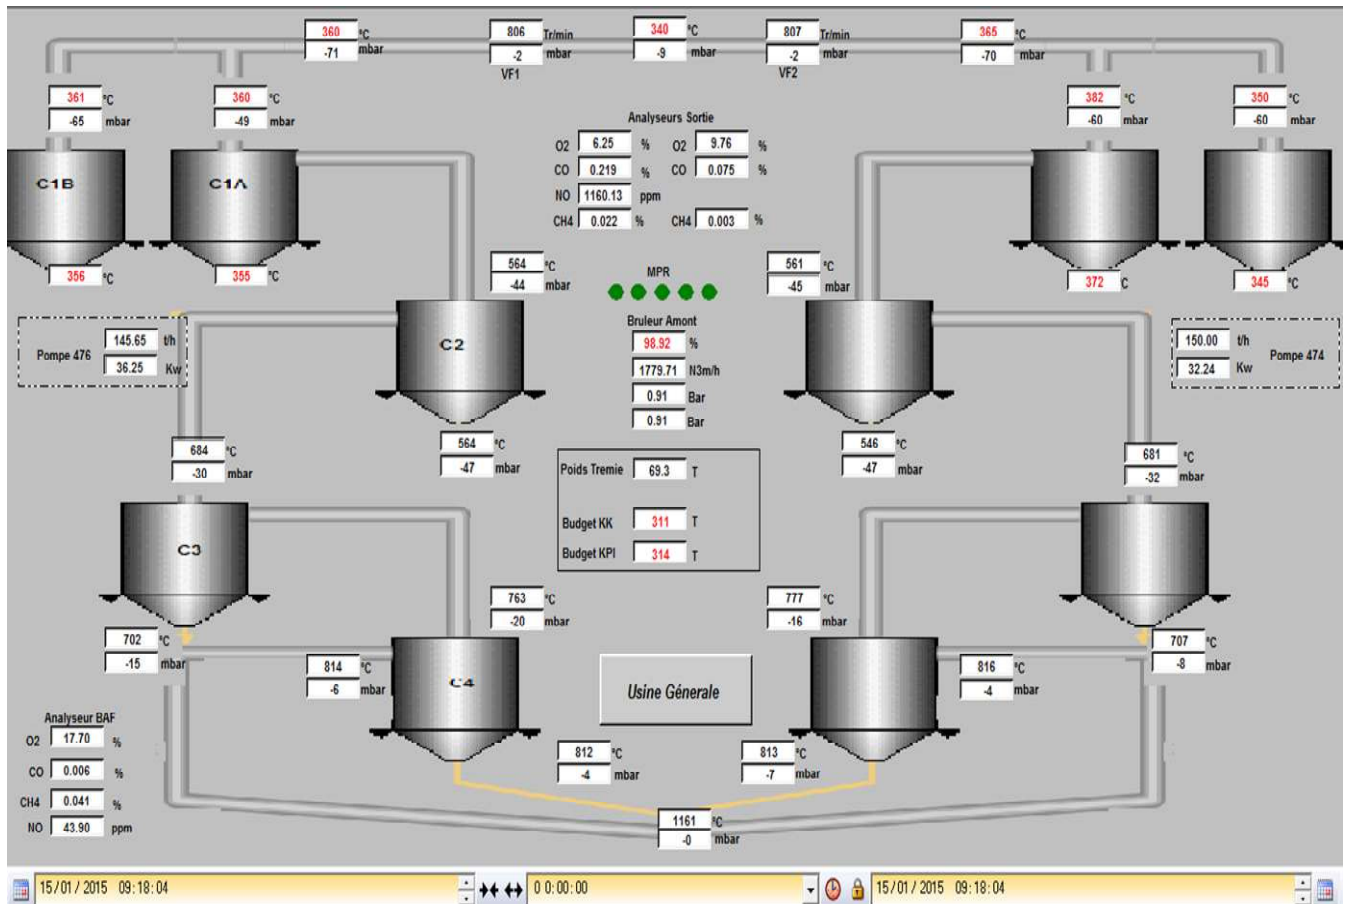 360 °C 806 Tr/min 340 °C 807 Tr/min 365 °C
-71 mbar -2 mbar -9 mbar -2 mbar -70 mbar
VF1 VF2
361 °C 360 °C 382 °C 350 °C
-65 mbar -49 mbar -60 mbar -60 mbar
Analyseurs Sortie
O2 6.25 % O2 9.76 %
CO 0.219 % CO 0.075 %
NO 1160.13 ppm
CH4 0.022 % CH4 0.003 %
C1B C1A
356 °C 355 °C 372 C 345 °C
564 °C 561 °C
-44 mbar -45 mbar
MPR
Bruleur Amont
98.92 %
1779.71 N3m/h
0.91 Bar
0.91 Bar
Pompe 476 145.65 t/h
36.25 Kw
C2
150.00 t/h Pompe 474
32.24 Kw
564 °C 546 °C
-47 mbar -47 mbar
684 °C 681 °C
-30 mbar -32 mbar
Poids Tremie 69.3 T
Budget KK 311 T
Budget KPI 314 T
C3
763 °C 777 °C
-20 mbar -16 mbar
702 °C 707 °C
-15 mbar -8 mbar
814 °C 816 °C
-6 mbar -4 mbar
C4
Usine Génerale
Analyseur BAF
O2 17.70 %
CO 0.006 %
CH4 0.041 %
NO 43.90 ppm
812 °C 813 °C
-4 mbar -7 mbar
1161 °C
-0 mbar
15/01/2015 09:18:04 0 0:00:00 15/01/2015 09:18:04